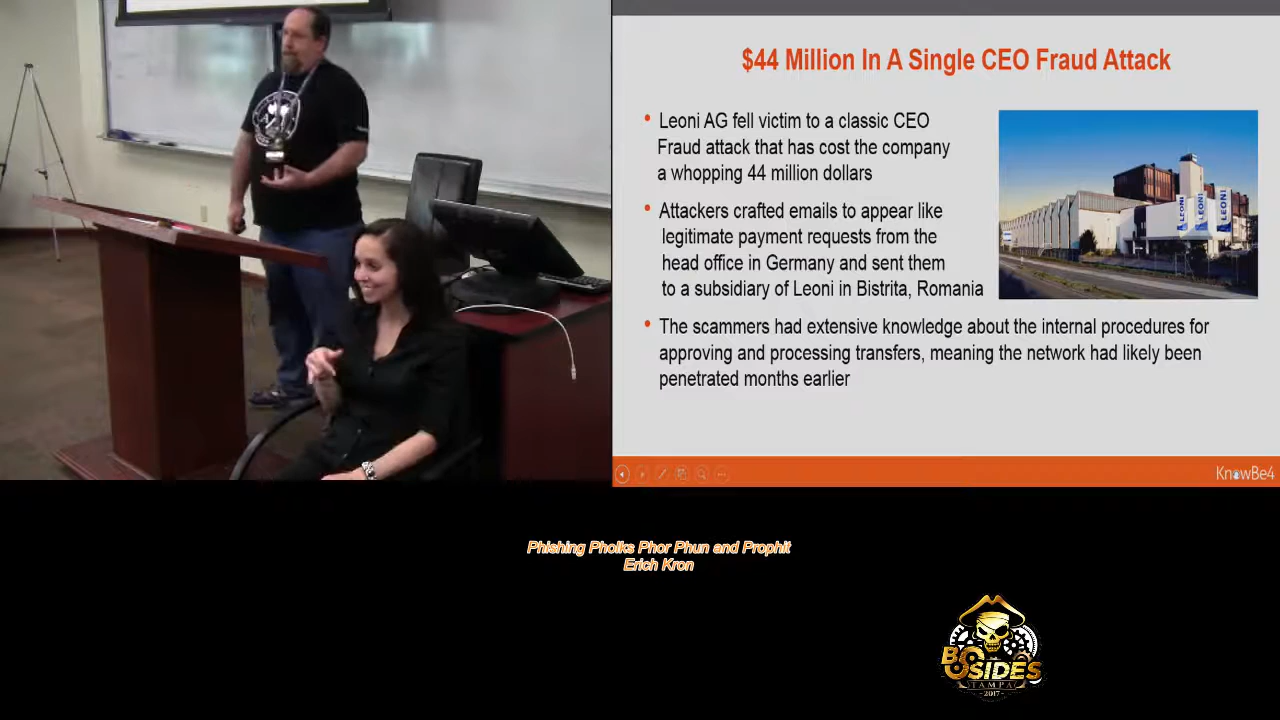 $44 Million In A Single CEO Fraud Attack
• Leoni AG fell victim to a classic CEO
Fraud attack that has cost the company
a whopping 44 million dollars
• Attackers crafted emails to appear like
legitimate payment requests from the
head office in Germany and sent them
to a subsidiary of Leoni in Bistrita, Romania
• The scammers had extensive knowledge about the internal procedures for
approving and processing transfers, meaning the network had likely been
penetrated months earlier
LEONI
LEONI
LEONI
KnowBe4
Phishing Pholks Phor Phun and Prophit
Erich Kron
BSIDES
TAMPA
-2017-